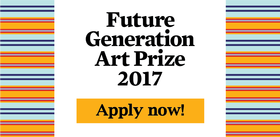 Future
Generation
Art Prize
2017
Apply now!